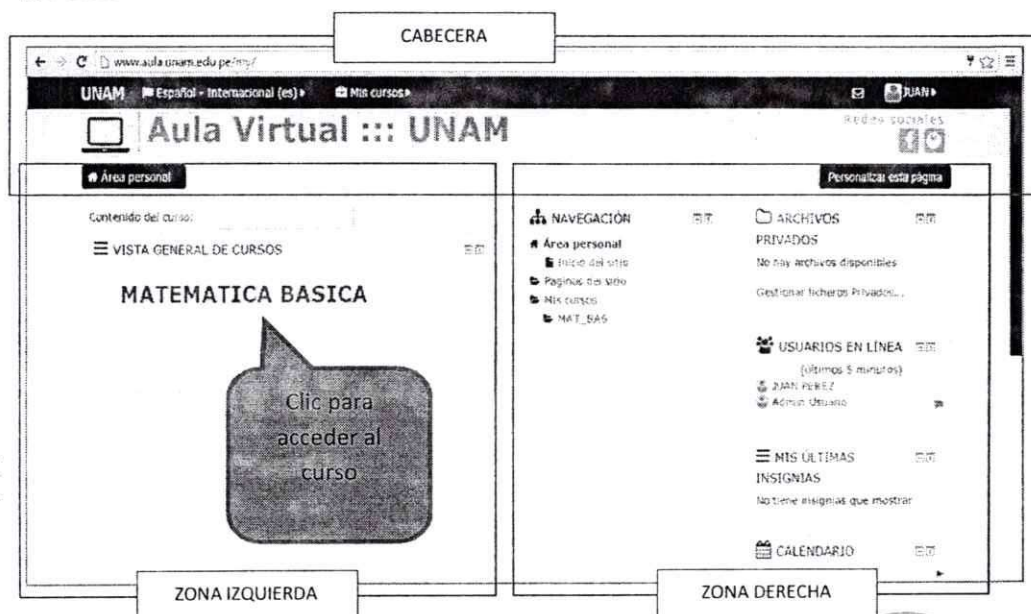 CABECERA
www.aula.unam.edu.pe/my/
UNAM Español - Internacional (es) Mis cursos JUAN
Aula Virtual ::: UNAM
Redes sociales
Área personal
Personalizar esta página
Contenido del curso:
VISTA GENERAL DE CURSOS
MATEMATICA BASICA
Clic para
acceder al
curso
NAVEGACIÓN
Área personal
Inicio del sitio
Paginas del sitio
Mis cursos
MAT_BAS
ARCHIVOS
PRIVADOS
No hay archivos disponibles
Gestionar ficheros Privados...
USUARIOS EN LÍNEA
(últimos 5 minutos)
JUAN PEREZ
Admin Usuario
MIS ÚLTIMAS
INSIGNIAS
No tiene insignias que mostrar
CALENDARIO
ZONA IZQUIERDA
ZONA DERECHA